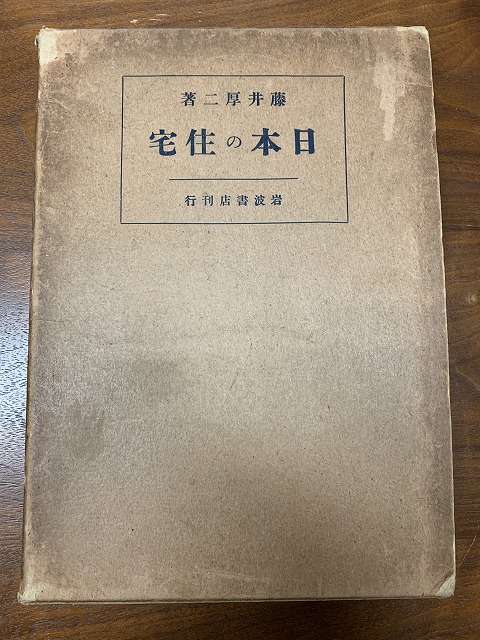 藤井厚二著
日本の住宅
岩波書店刊行